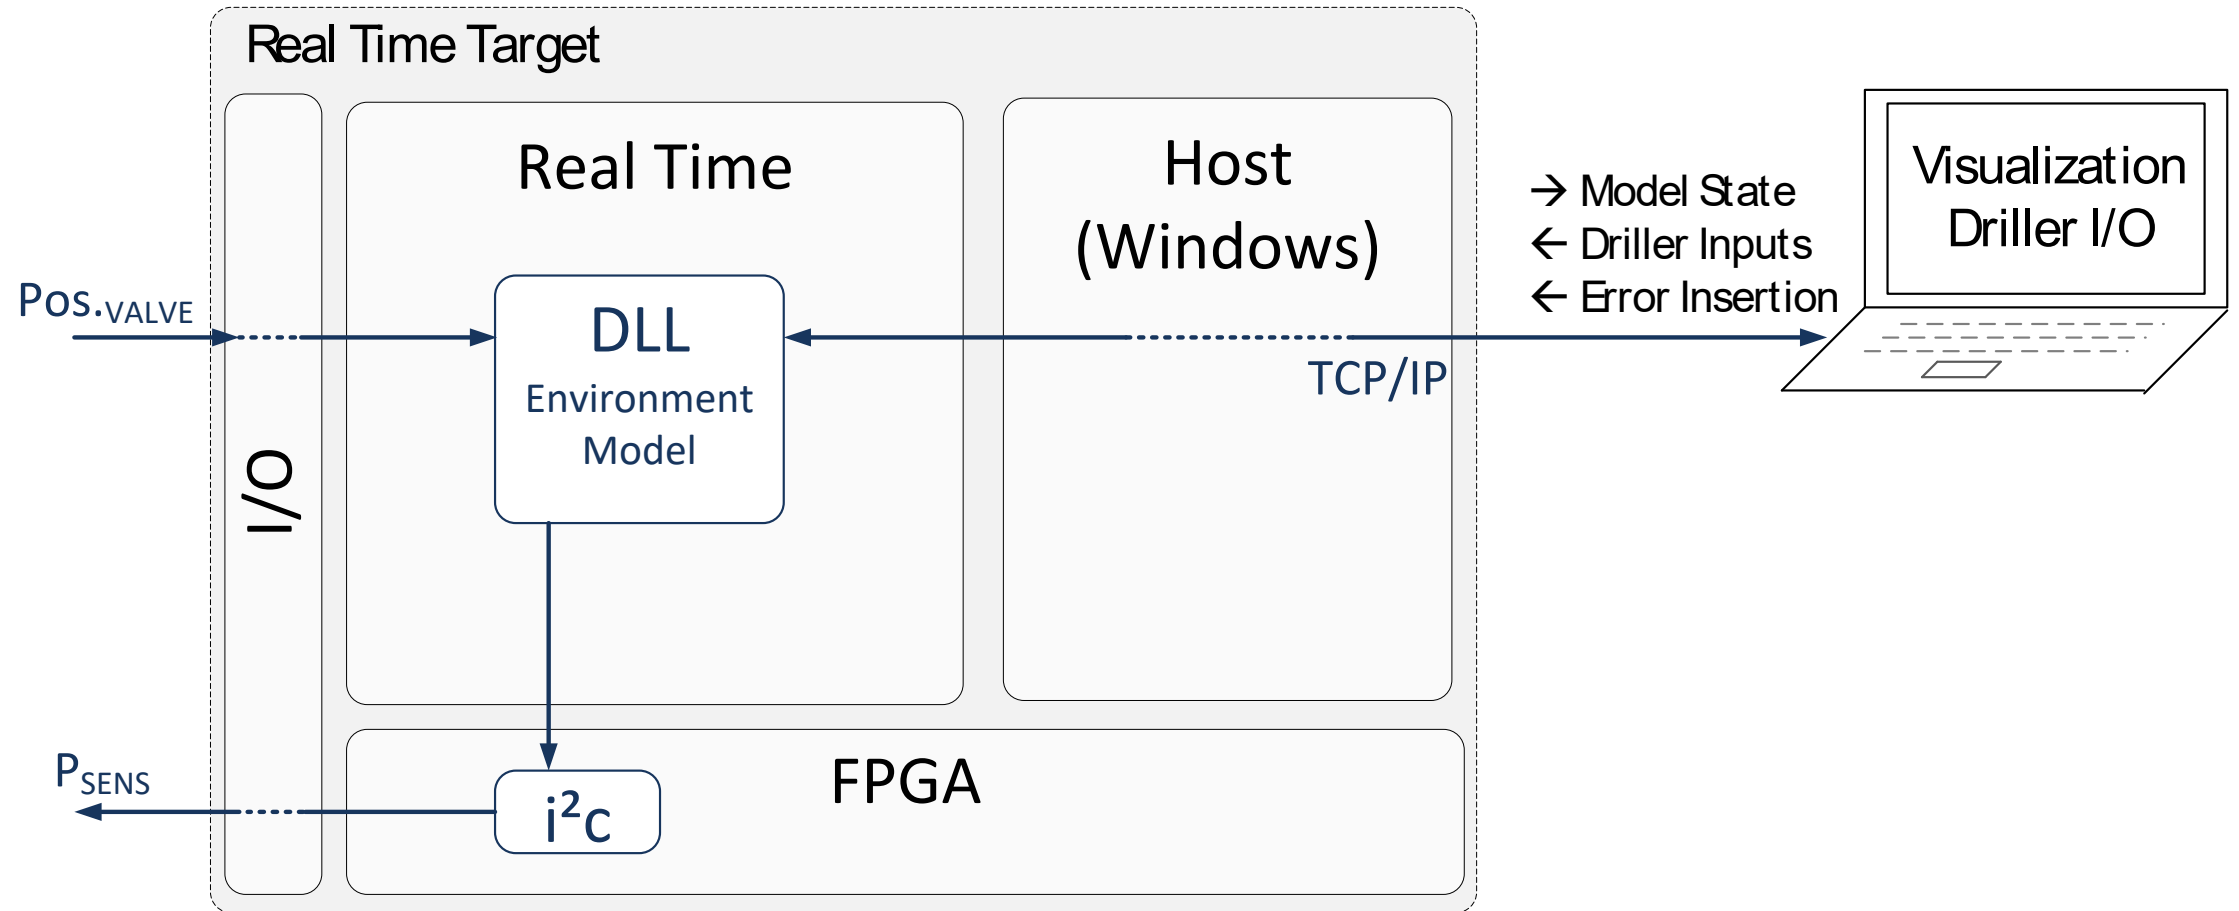 Real Time Target
Real Time
Host
(Windows)
→ Model State
← Driller Inputs
← Error Insertion
Visualization
Driller I/O
Pos.VALVE
DLL
Environment
Model
TCP/IP
I/O
PSENS
i²c
FPGA